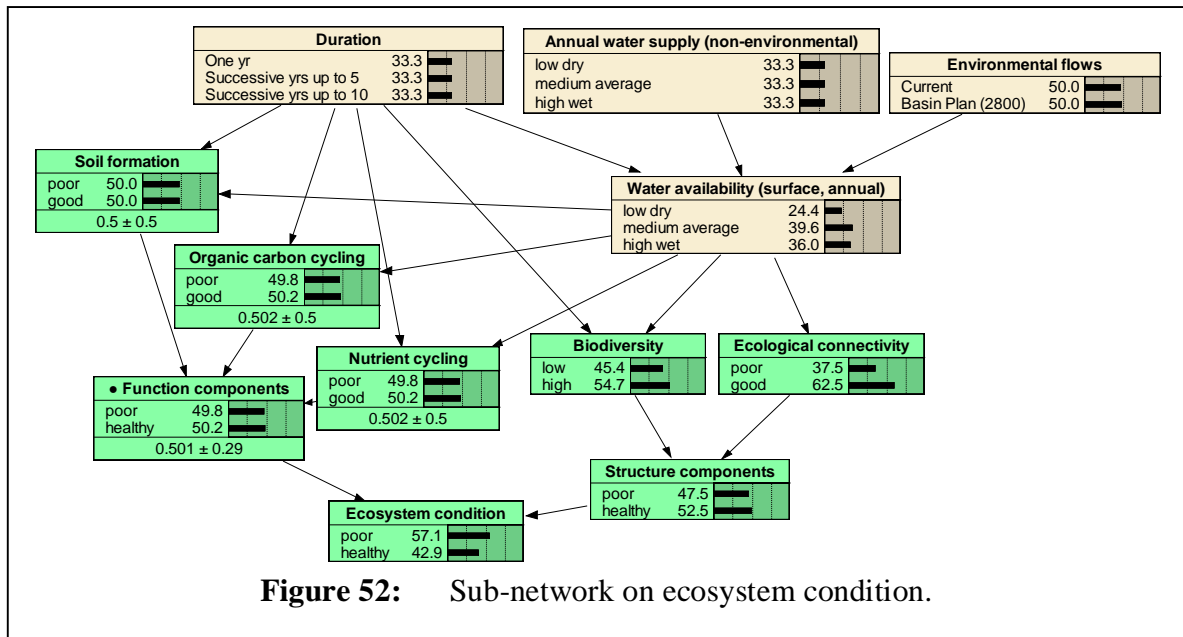 Duration
One yr 33.3
Successive yrs up to 5 33.3
Successive yrs up to 10 33.3
Annual water supply (non-environmental)
low dry 33.3
medium average 33.3
high wet 33.3
Environmental flows
Current 50.0
Basin Plan (2800) 50.0
Soil formation
poor 50.0
good 50.0
0.5 ± 0.5
Water availability (surface, annual)
low dry 24.4
medium average 39.6
high wet 36.0
Organic carbon cycling
poor 49.8
good 50.2
0.502 ± 0.5
Nutrient cycling
poor 49.8
good 50.2
0.502 ± 0.5
Biodiversity
low 45.4
high 54.7
Ecological connectivity
poor 37.5
good 62.5
● Function components
poor 49.8
healthy 50.2
0.501 ± 0.29
Structure components
poor 47.5
healthy 52.5
Ecosystem condition
poor 57.1
healthy 42.9
Figure 52: Sub-network on ecosystem condition.